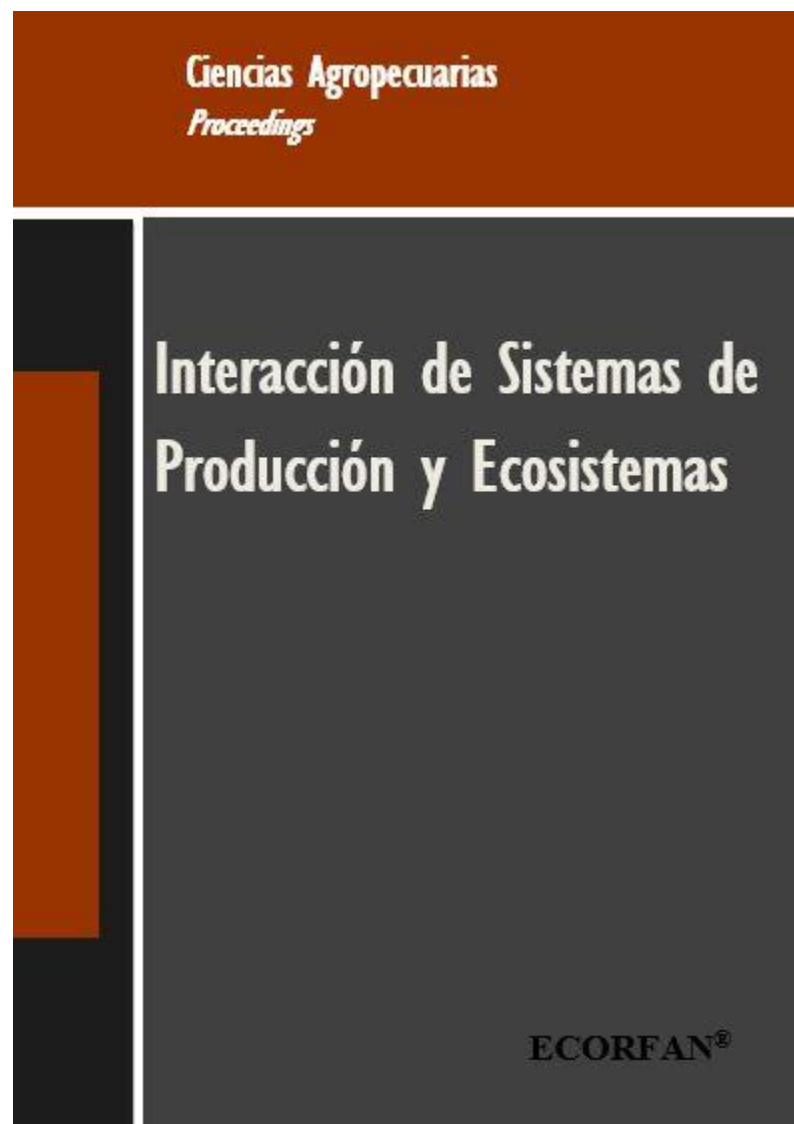 Ciencias Agropecuarias
Proceedings
Interacción de Sistemas de
Producción y Ecosistemas
ECORFAN®